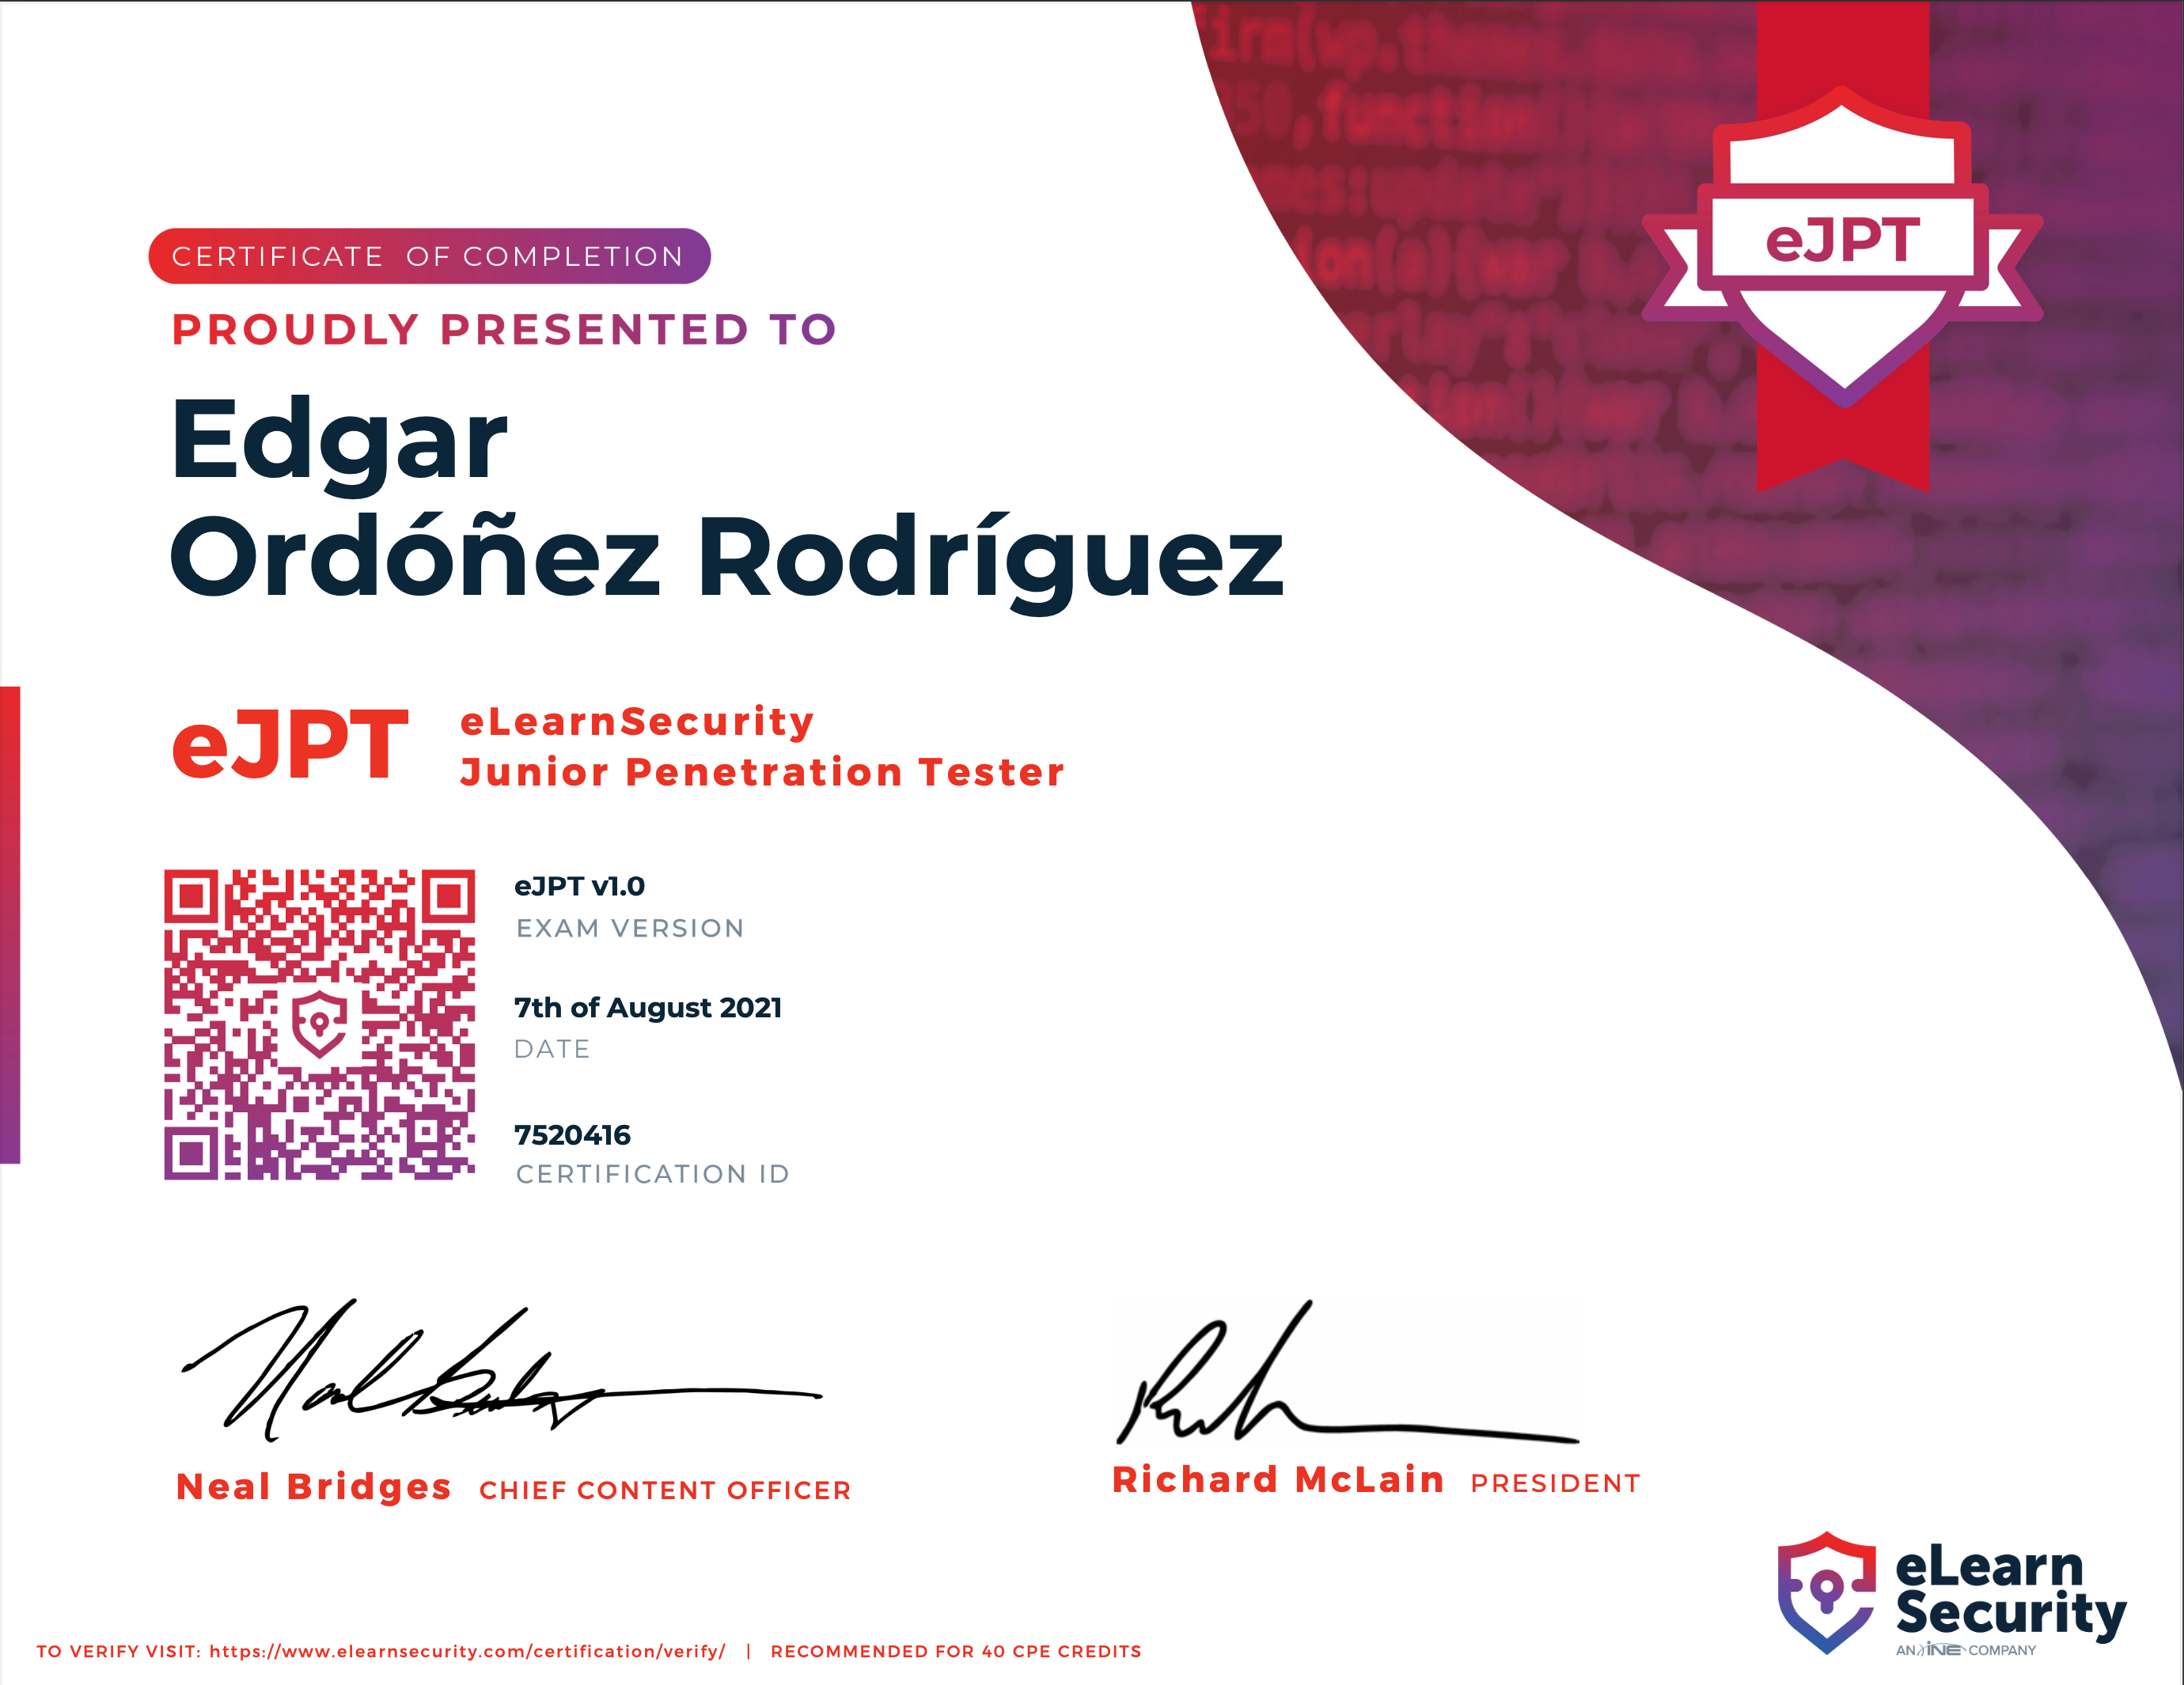 eJPT
CERTIFICATE OF COMPLETION
PROUDLY PRESENTED TO
Edgar
Ordóñez Rodríguez
eJPT
eLearnSecurity
Junior Penetration Tester
eJPT v1.0
EXAM VERSION
7th of August 2021
DATE
7520416
CERTIFICATION ID
Neal Bridges CHIEF CONTENT OFFICER
Richard McLain PRESIDENT
eLearn
Security
AN INE COMPANY
TO VERIFY VISIT: https://www.elearnsecurity.com/certification/verify/ | RECOMMENDED FOR 40 CPE CREDITS